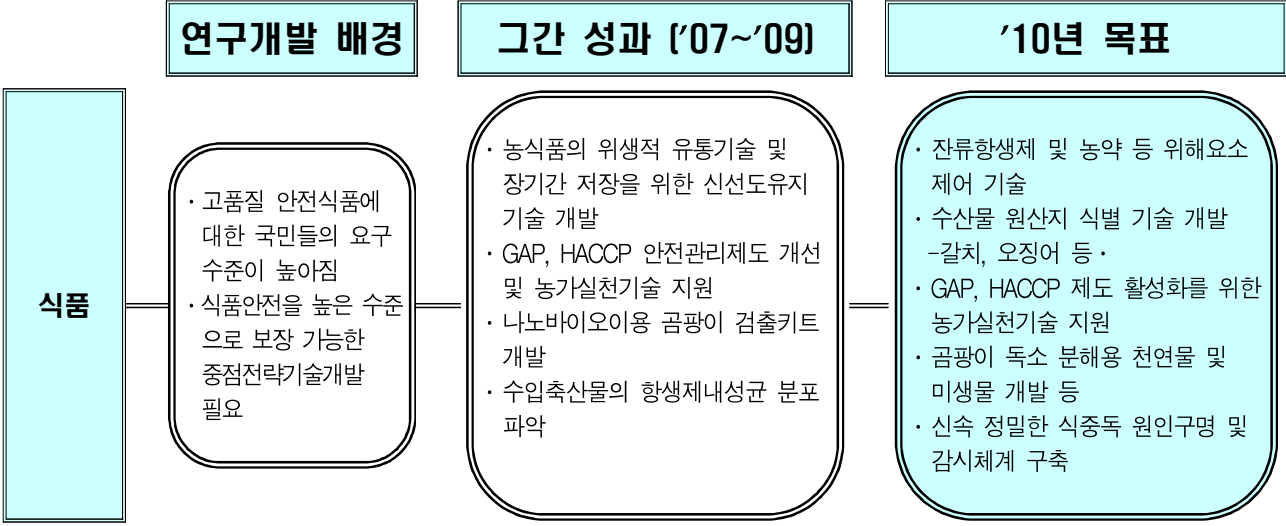 연구개발 배경
그간 성과 ('07~'09)
'10년 목표
식품
· 고품질 안전식품에
대한 국민들의 요구
수준이 높아짐
· 식품안전을 높은 수준
으로 보장 가능한
중점전략기술개발
필요
· 농식품의 위생적 유통기술 및
장기간 저장을 위한 신선도유지
기술 개발
· GAP, HACCP 안전관리제도 개선
및 농가실천기술 지원
· 나노바이오이용 곰팡이 검출키트
개발
· 수입축산물의 항생제내성균 분포
파악
· 잔류항생제 및 농약 등 위해요소
제어 기술
· 수산물 원산지 식별 기술 개발
-갈치, 오징어 등·
· GAP, HACCP 제도 활성화를 위한
농가실천기술 지원
· 곰팡이 독소 분해용 천연물 및
미생물 개발 등
· 신속 정밀한 식중독 원인구명 및
감시체계 구축